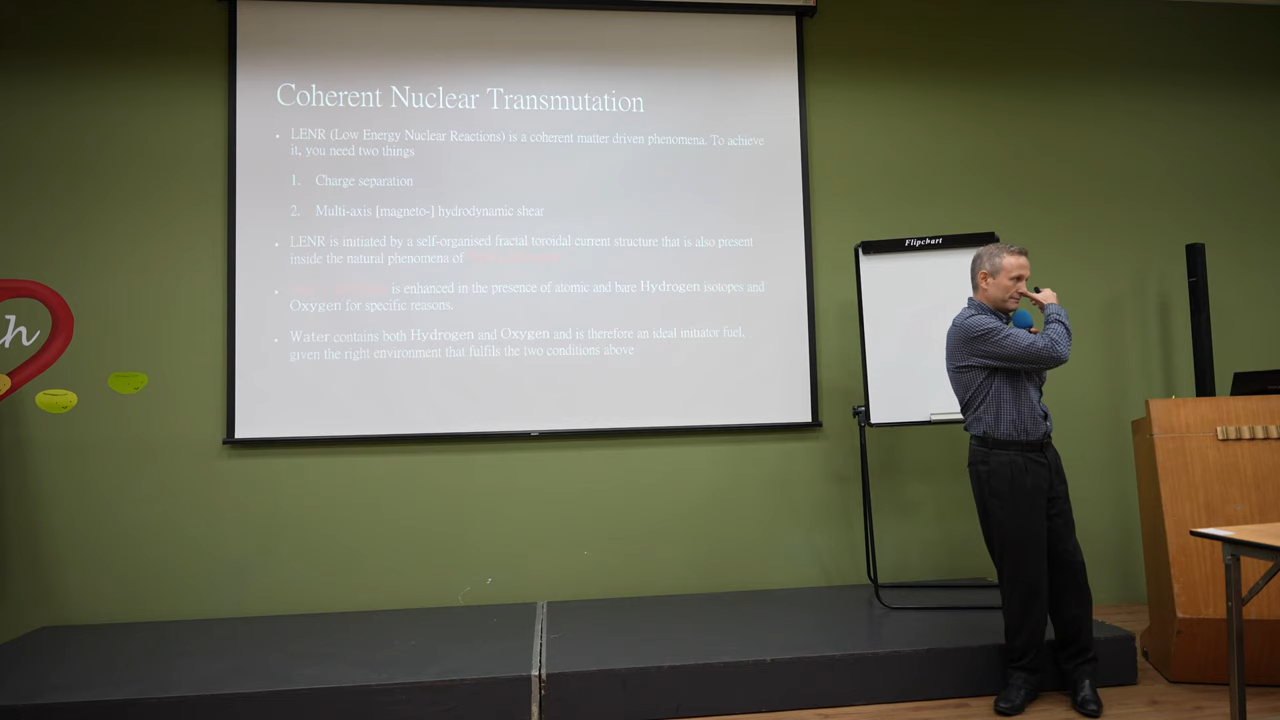 Coherent Nuclear Transmutation
• LENR (Low Energy Nuclear Reactions) is a coherent matter driven phenomena. To achieve
it, you need two things
1. Charge separation
2. Multi-axis [magneto-] hydrodynamic shear
• LENR is initiated by a self-organised fractal toroidal current structure that is also present
inside the natural phenomena of
• is enhanced in the presence of atomic and bare Hydrogen isotopes and
Oxygen for specific reasons.
• Water contains both Hydrogen and Oxygen and is therefore an ideal initiator fuel,
given the right environment that fulfils the two conditions above
Flipchart
h